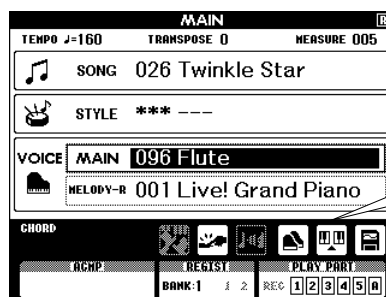 MAIN R
TEMPO ♩=160 TRANSPOSE 0 MEASURE 005
SONG 026 Twinkle Star
STYLE *** ---
VOICE MAIN 096 Flute
MELODY-R 001 Live! Grand Piano
CHORD
ACMP REGIST PLAY PART
BANK:1 1 2 REC 1 2 3 4 5 A